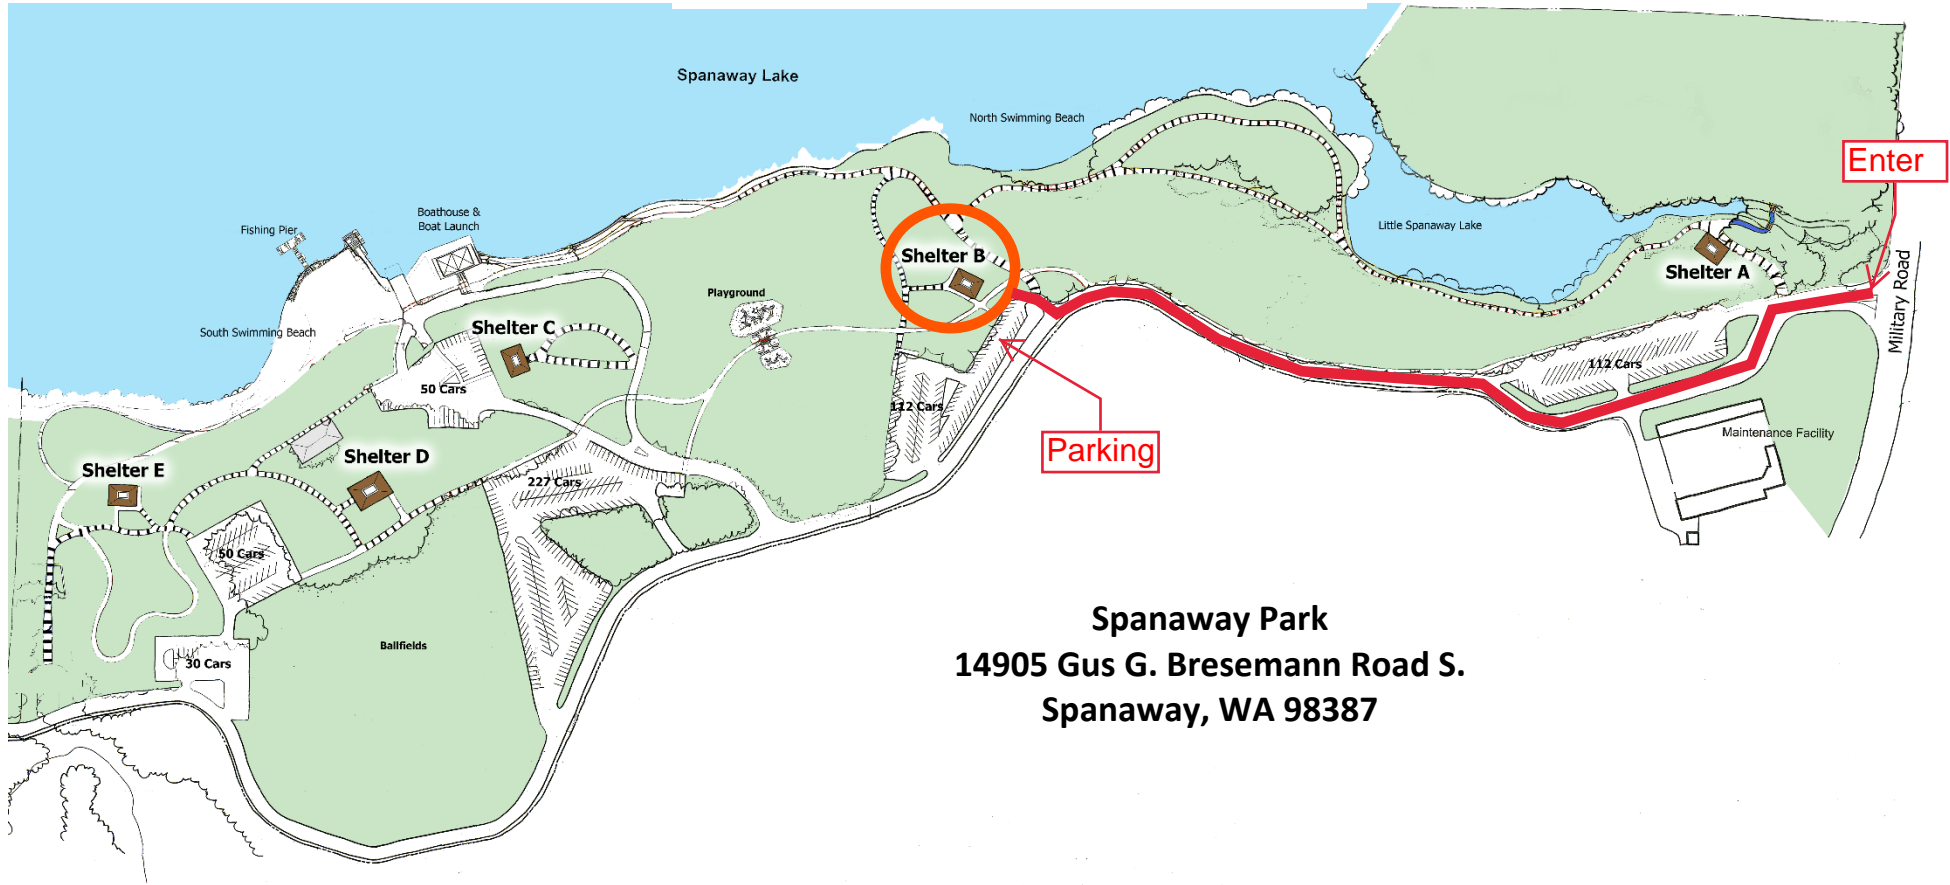 Spanaway Lake
North Swimming Beach
Enter
Boathouse &
Boat Launch
Fishing Pier
Little Spanaway Lake
Shelter B
Shelter A
Military Road
Playground
South Swimming Beach
Shelter C
112 Cars
50 Cars
112 Cars
Parking
Maintenance Facility
Shelter D
Shelter E
227 Cars
50 Cars
Ballfields
30 Cars
Spanaway Park
14905 Gus G. Bresemann Road S.
Spanaway, WA 98387